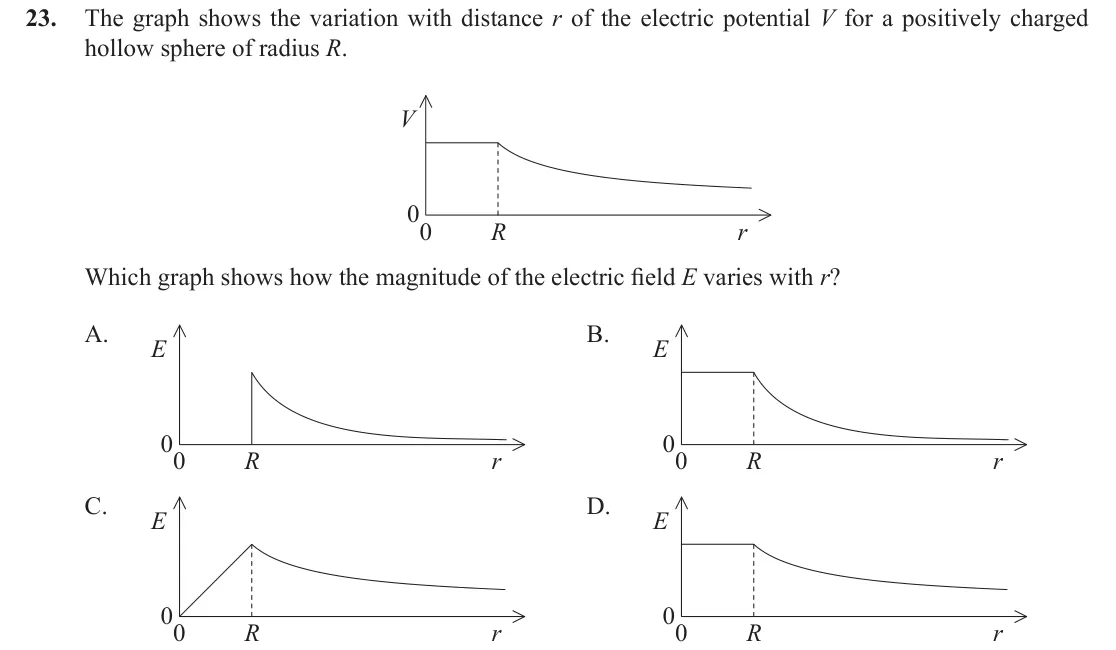 23. The graph shows the variation with distance r of the electric potential V for a positively charged
hollow sphere of radius R.
V
0
0 R r
Which graph shows how the magnitude of the electric field E varies with r?
A. B.
E E
0 0
0 R r 0 R r
C. D.
E E
0 0
0 R r 0 R r